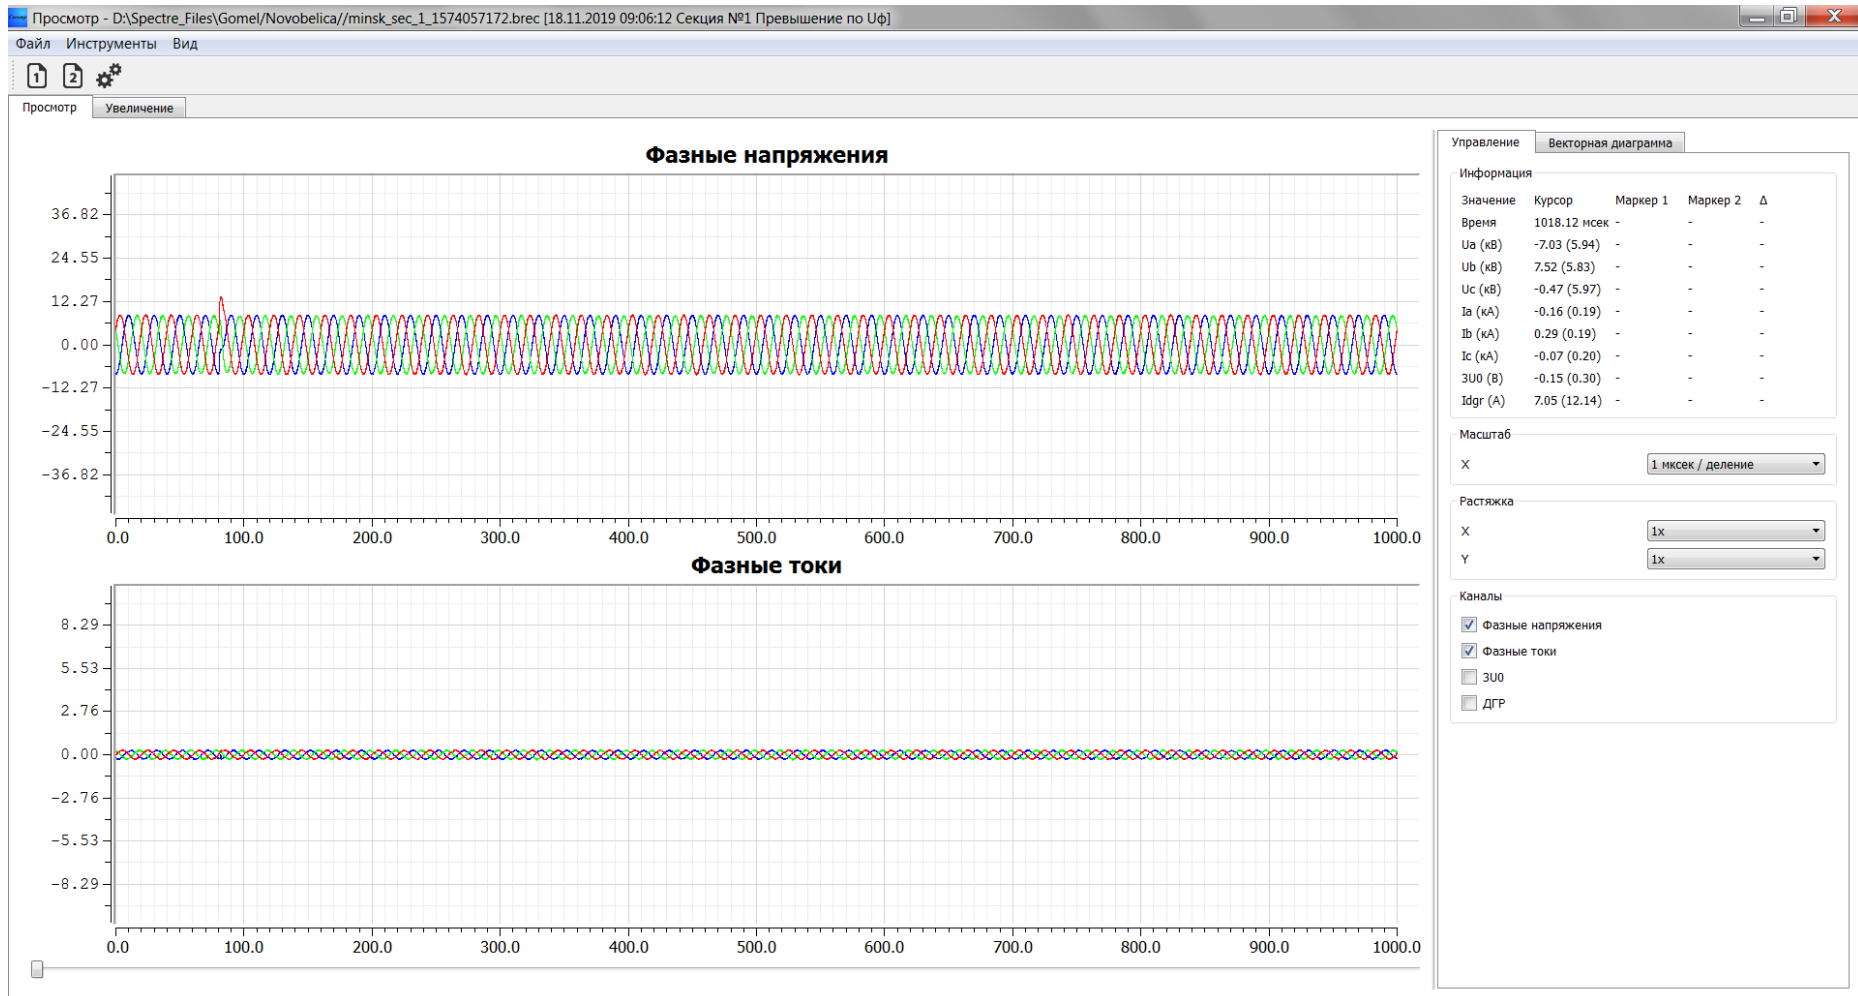 Просмотр - D:\Spectre_Files\Gomel/Novobelica//minsk_sec_1_1574057172.brec [18.11.2019 09:06:12 Секция №1 Превышение по Uф]
Файл Инструменты Вид
1 2
Просмотр Увеличение
Фазные напряжения
36.82
24.55
12.27
0.00
-12.27
-24.55
-36.82
0.0 100.0 200.0 300.0 400.0 500.0 600.0 700.0 800.0 900.0 1000.0
Фазные токи
8.29
5.53
2.76
0.00
-2.76
-5.53
-8.29
0.0 100.0 200.0 300.0 400.0 500.0 600.0 700.0 800.0 900.0 1000.0
Управление Векторная диаграмма
Информация
Значение Курсор Маркер 1 Маркер 2 Δ
Время 1018.12 мсек - - -
Ua (кВ) -7.03 (5.94) - - -
Ub (кВ) 7.52 (5.83) - - -
Uc (кВ) -0.47 (5.97) - - -
Ia (кА) -0.16 (0.19) - - -
Ib (кА) 0.29 (0.19) - - -
Ic (кА) -0.07 (0.20) - - -
3U0 (В) -0.15 (0.30) - - -
Idgr (А) 7.05 (12.14) - - -
Масштаб
X 1 мксек / деление
Растяжка
X 1x
Y 1x
Каналы
Фазные напряжения
Фазные токи
3U0
ДГР